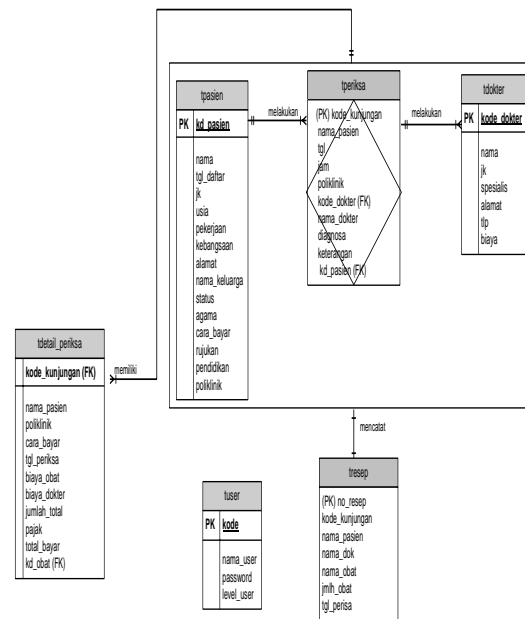 tpasien
PK kd_pasien
nama
tgl_daftar
jk
usia
pekerjaan
kebangsaan
alamat
nama_keluarga
status
agama
cara_bayar
rujukan
pendidikan
poliklinik
melakukan
tperiksa
(PK) kode_kunjungan
nama_pasien
tgl
jam
poliklinik
kode_dokter (FK)
nama_dokter
diagnosa
keterangan
kd_pasien (FK)
melakukan
tdokter
PK kode_dokter
nama
jk
spesialis
alamat
tlp
biaya
tdetail_periksa
kode_kunjungan (FK)
nama_pasien
poliklinik
cara_bayar
tgl_periksa
biaya_obat
biaya_dokter
jumlah_total
pajak
total_bayar
kd_obat (FK)
memiliki
mencatat
tuser
PK kode
nama_user
password
level_user
tresep
(PK) no_resep
kode_kunjungan
nama_pasien
nama_dok
nama_obat
jmlh_obat
tgl_perisa